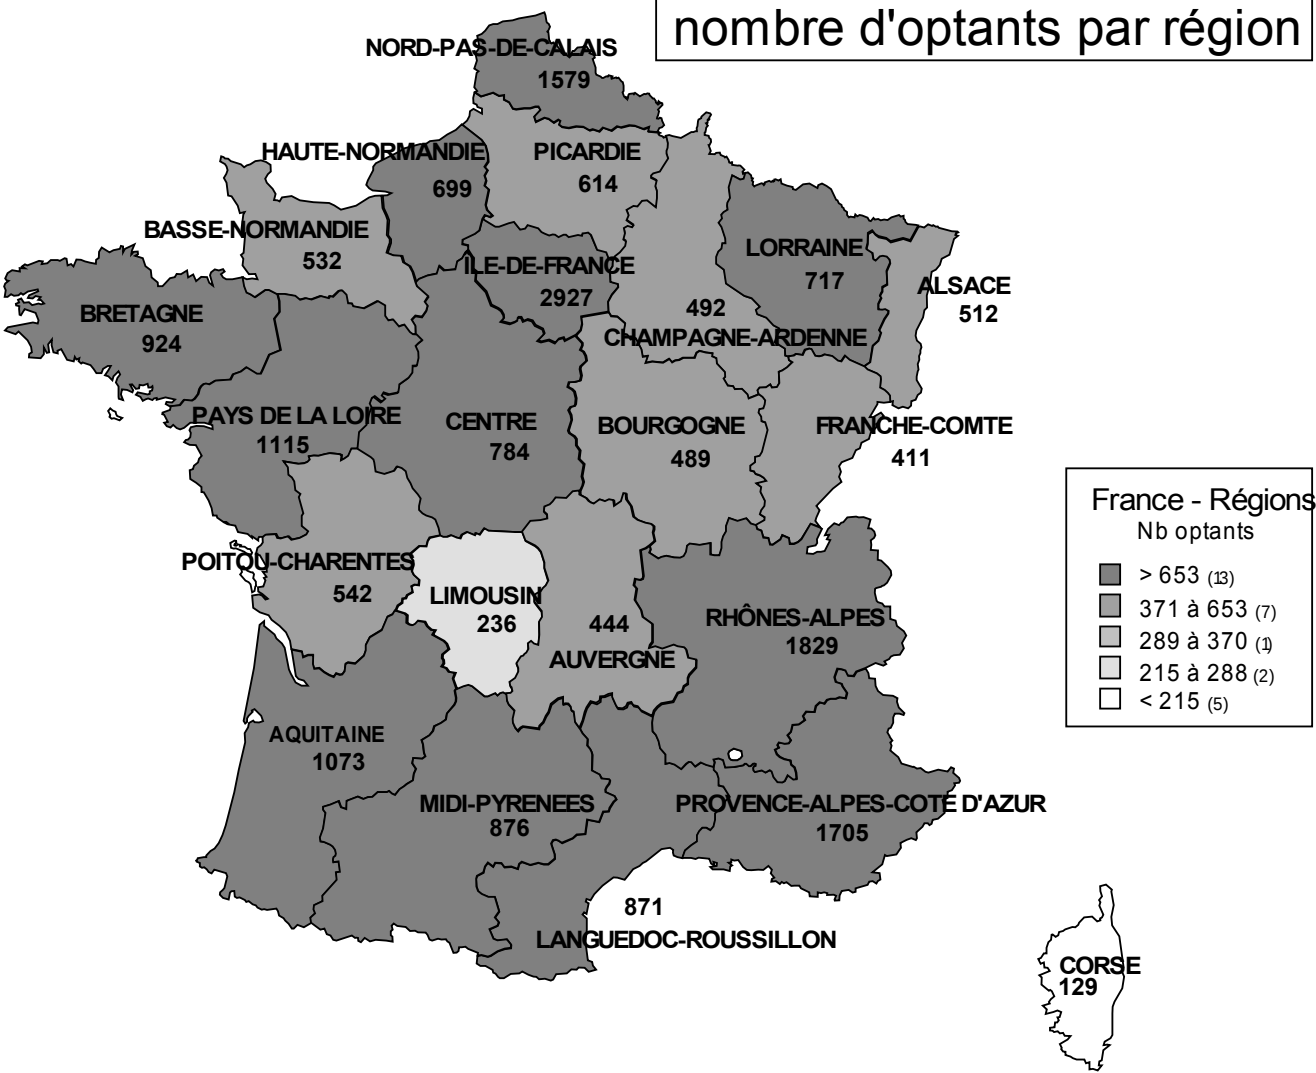 nombre d'optants par région
NORD-PAS-DE-CALAIS
1579
HAUTE-NORMANDIE
699
PICARDIE
614
BASSE-NORMANDIE
532
ILE-DE-FRANCE
2927
LORRAINE
717
ALSACE
512
BRETAGNE
924
492
CHAMPAGNE-ARDENNE
PAYS DE LA LOIRE
1115
CENTRE
784
BOURGOGNE
489
FRANCHE-COMTE
411
France - Régions
Nb optants
> 653 (13)
371 à 653 (7)
289 à 370 (1)
215 à 288 (2)
< 215 (5)
POITOU-CHARENTES
542
LIMOUSIN
236
444
AUVERGNE
RHÔNES-ALPES
1829
AQUITAINE
1073
MIDI-PYRENEES
876
PROVENCE-ALPES-COTE D'AZUR
1705
871
LANGUEDOC-ROUSSILLON
CORSE
129